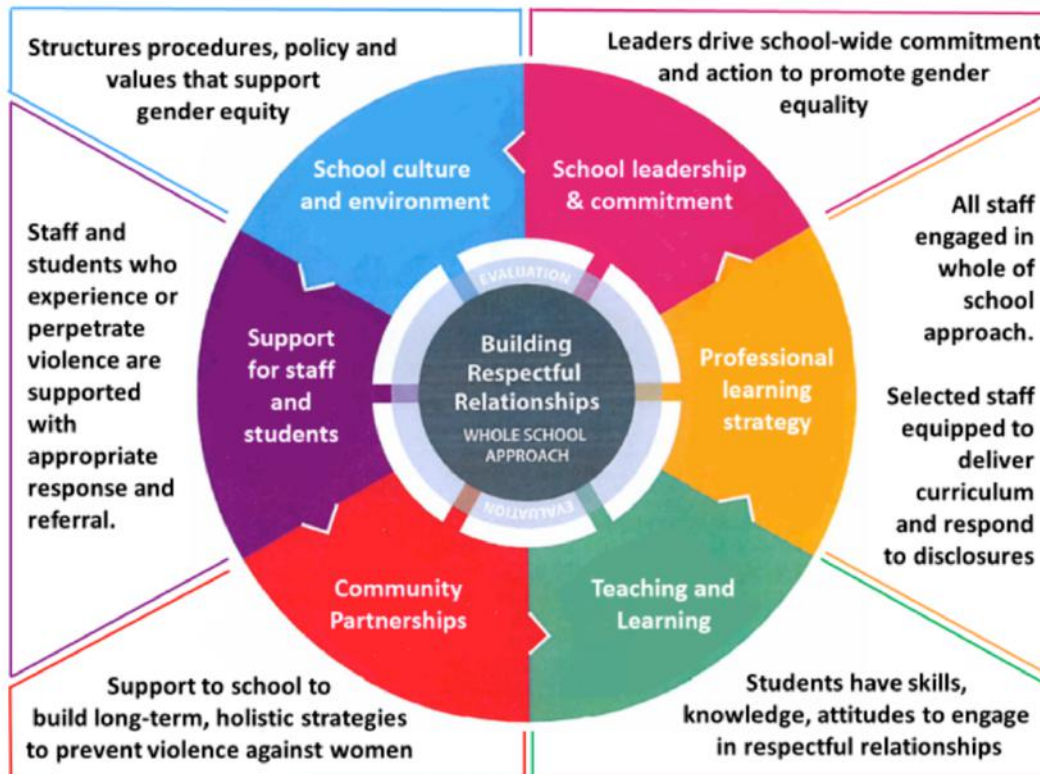 Structures procedures, policy and
values that support
gender equity
Leaders drive school-wide commitment
and action to promote gender
equality
School culture
and environment
School leadership
& commitment
Staff and
students who
experience or
perpetrate
violence are
supported
with
appropriate
response and
referral.
All staff
engaged in
whole of
school
approach.
Selected staff
equipped to
deliver
curriculum
and respond
to disclosures
Support
for staff
and
students
EVALUATION
Building
Respectful
Relationships
WHOLE SCHOOL
APPROACH
EVALUATION
Professional
learning
strategy
Community
Partnerships
Teaching and
Learning
Support to school to
build long-term, holistic strategies
to prevent violence against women
Students have skills,
knowledge, attitudes to engage
in respectful relationships